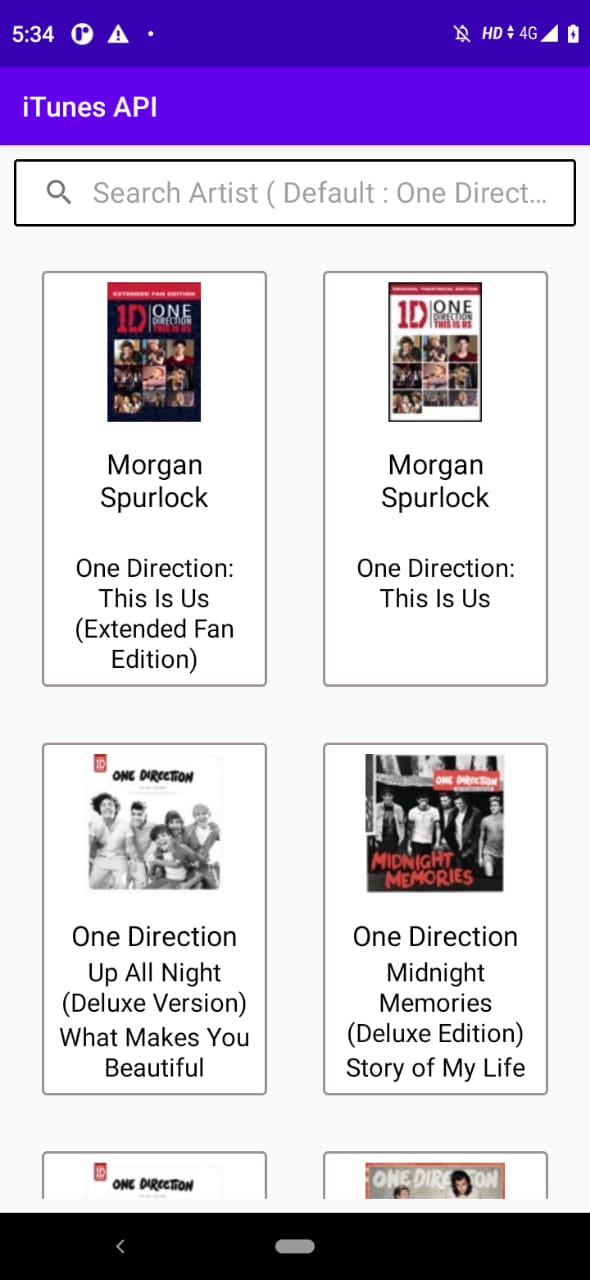 5:34
HD 4G
iTunes API
Search Artist ( Default : One Direct...
EXTENDED FAN EDITION
1D ONE
DIRECTION
THIS IS US
Morgan
Spurlock
One Direction:
This Is Us
(Extended Fan
Edition)
ORIGINAL THEATRICAL EDITION
1D ONE
DIRECTION
THIS IS US
Morgan
Spurlock
One Direction:
This Is Us
1D
ONE DIRECTION
One Direction
Up All Night
(Deluxe Version)
What Makes You
Beautiful
ONE DIRECTION
MIDNIGHT
MEMORIES
One Direction
Midnight
Memories
(Deluxe Edition)
Story of My Life
1D
ONE DIRECTION
ONE DIRECTION